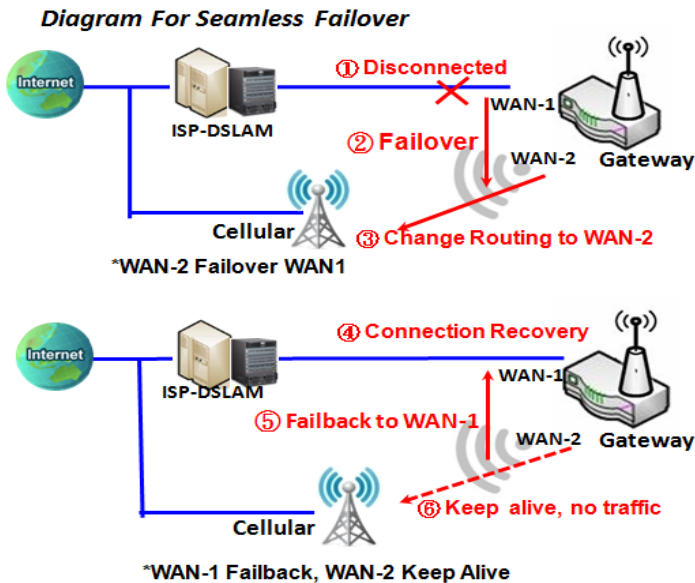 Diagram For Seamless Failover
Internet
ISP-DSLAM
① Disconnected
WAN-1
② Failover
WAN-2
Gateway
Cellular
③ Change Routing to WAN-2
*WAN-2 Failover WAN1
Internet
ISP-DSLAM
④ Connection Recovery
WAN-1
⑤ Failback to WAN-1
WAN-2
Gateway
Cellular
⑥ Keep alive, no traffic
*WAN-1 Failback, WAN-2 Keep Alive